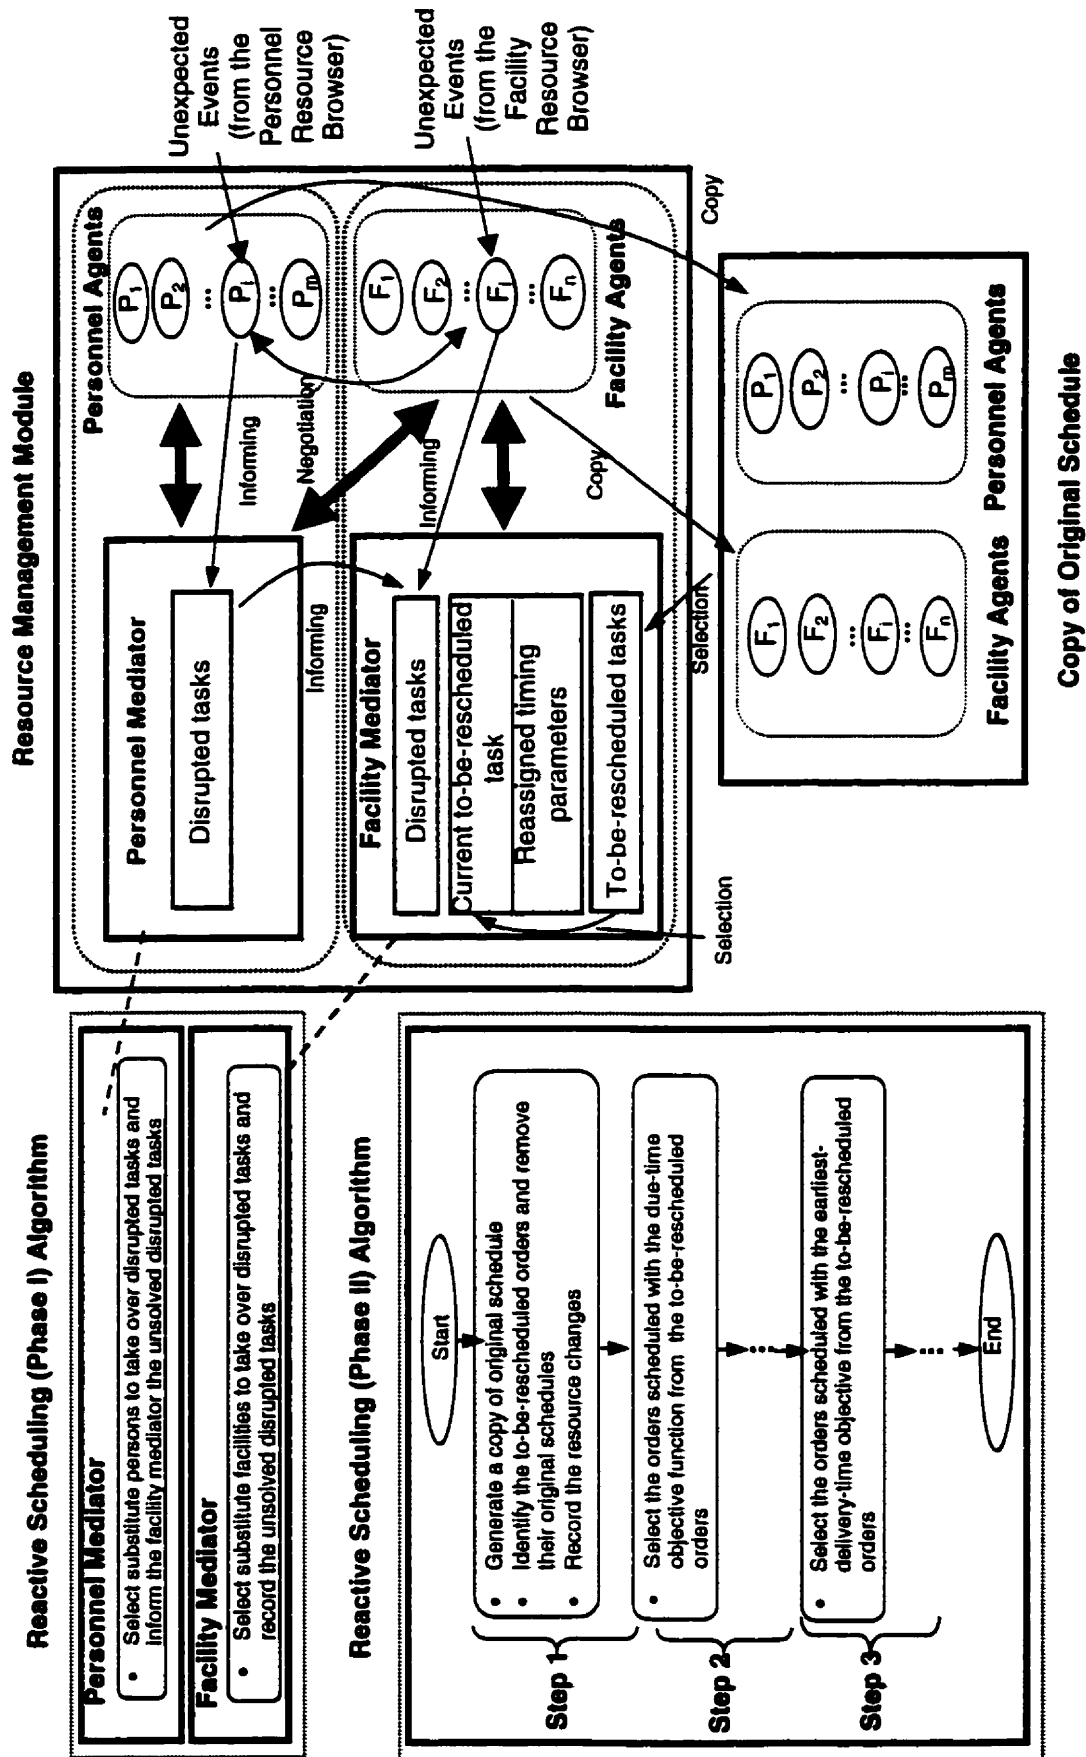 Resource Management Module
Personnel Mediator
Disrupted tasks
Personnel Agents
P1
P2
...
Pi
...
Pm
Unexpected
Events
(from the
Personnel
Resource
Browser)
Informing
Negotiation
Informing
Facility Mediator
Disrupted tasks
Current to-be-rescheduled
task
Reassigned timing
parameters
To-be-rescheduled tasks
Informing
F1
F2
...
Fi
...
Fn
Facility Agents
Unexpected
Events
(from the
Facility
Resource
Browser)
Copy
Copy
Selection
Selection
F1
F2
...
Fi
...
Fn
Facility Agents
P1
P2
...
Pi
...
Pm
Personnel Agents
Copy of Original Schedule
Reactive Scheduling (Phase I) Algorithm
Personnel Mediator
• Select substitute persons to take over disrupted tasks and
Inform the facility mediator the unsolved disrupted tasks
Facility Mediator
• Select substitute facilities to take over disrupted tasks and
record the unsolved disrupted tasks
Reactive Scheduling (Phase II) Algorithm
Start
Step 1
• Generate a copy of original schedule
• Identify the to-be-rescheduled orders and remove
their original schedules
• Record the resource changes
Step 2
• Select the orders scheduled with the due-time
objective function from the to-be-rescheduled
orders
...
Step 3
• Select the orders scheduled with the earliest-
delivery-time objective from the to-be-rescheduled
orders
...
End